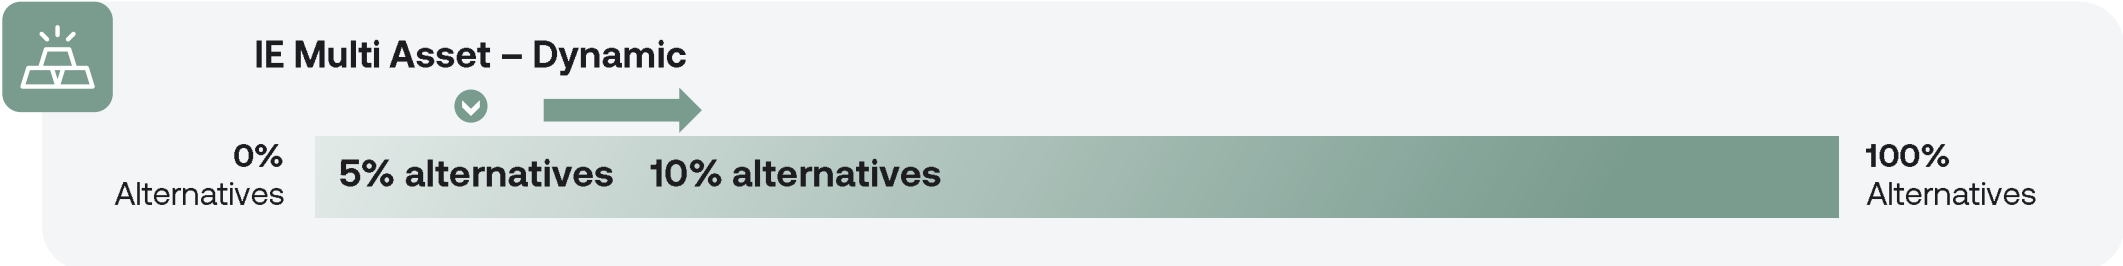 IE Multi Asset – Dynamic
0%
Alternatives
5% alternatives
10% alternatives
100%
Alternatives